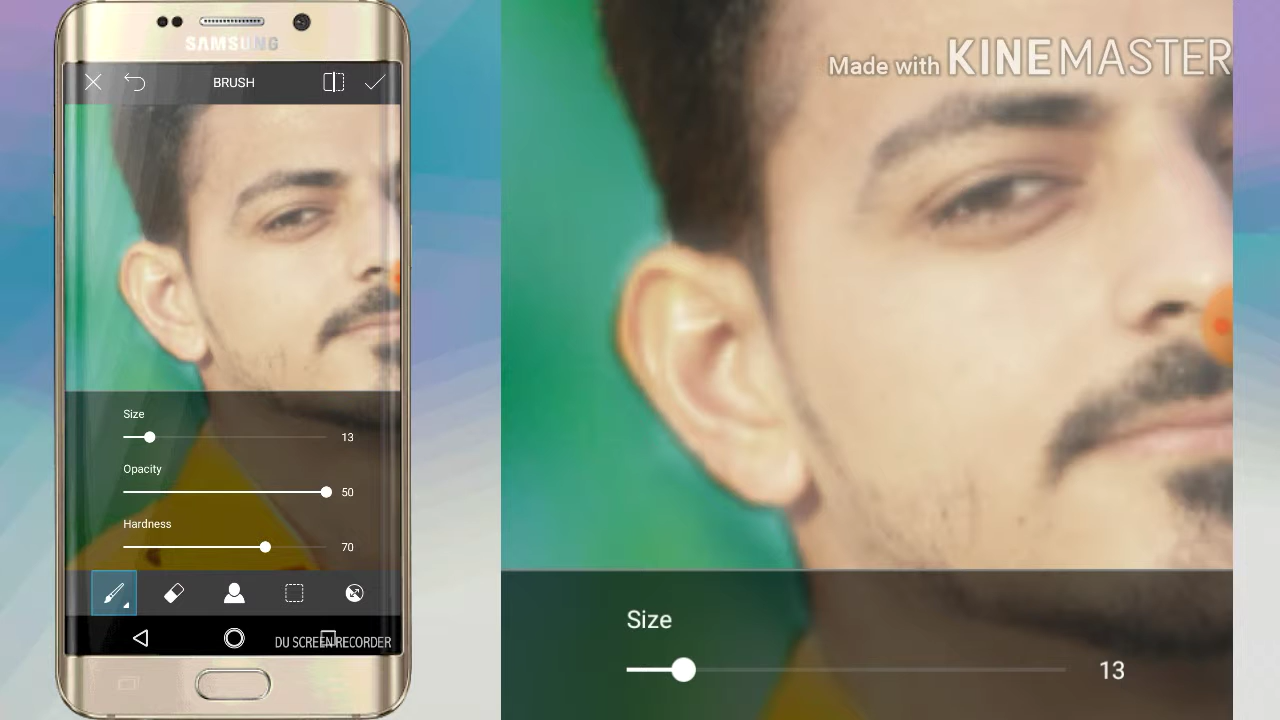 SAMSUNG
BRUSH
Size
13
Opacity
50
Hardness
70
DU SCREEN RECORDER
Made with KINEMASTER
Size
13